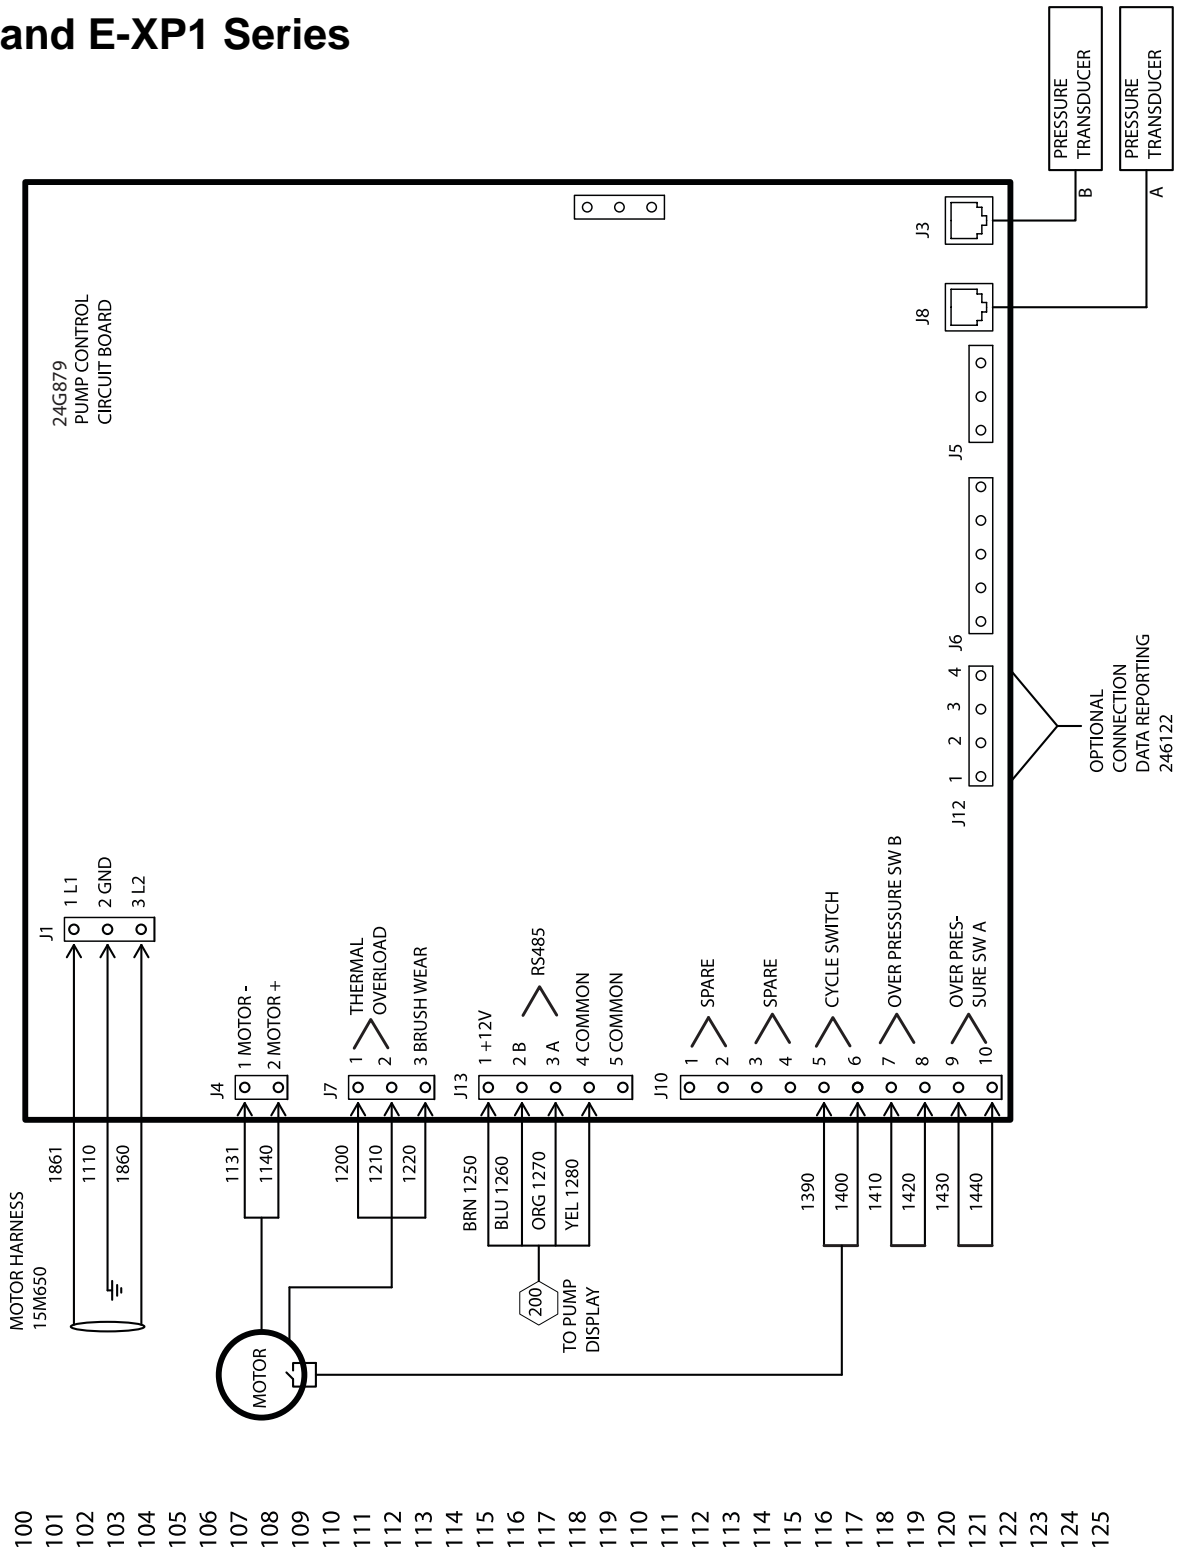 and E-XP1 Series
PRESSURE
TRANSDUCER
B
PRESSURE
TRANSDUCER
A
24G879
PUMP CONTROL
CIRCUIT BOARD
J3
J8
J5
J6
J12
1 2 3 4
OPTIONAL
CONNECTION
DATA REPORTING
246122
MOTOR HARNESS
15M650
1861
1110
1860
J1
1 L1
2 GND
3 L2
1131
1140
J4
1 MOTOR -
2 MOTOR +
MOTOR
1200
1210
1220
J7
1
2
THERMAL
OVERLOAD
3 BRUSH WEAR
BRN 1250
BLU 1260
ORG 1270
YEL 1280
200
TO PUMP
DISPLAY
J13
1 +12V
2 B
3 A
RS485
4 COMMON
5 COMMON
J10
1
2
SPARE
3
4
SPARE
5
6
CYCLE SWITCH
7
8
OVER PRESSURE SW B
9
10
OVER PRES-
SURE SW A
1390
1400
1410
1420
1430
1440
100
101
102
103
104
105
106
107
108
109
110
111
112
113
114
115
116
117
118
119
110
111
112
113
114
115
116
117
118
119
120
121
122
123
124
125